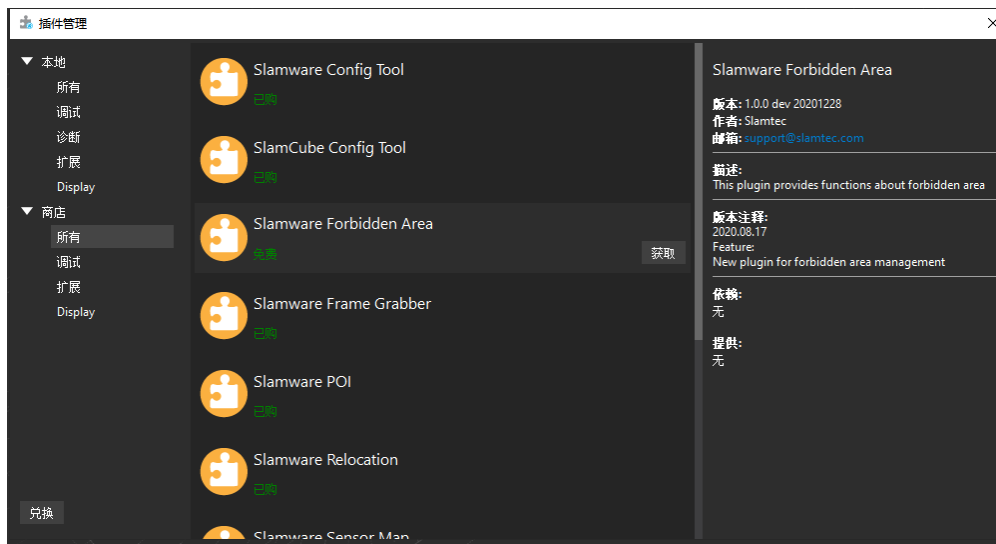 插件管理
本地
所有
调试
诊断
扩展
Display
商店
所有
调试
扩展
Display
兑换
Slamware Config Tool
已购
SlamCube Config Tool
已购
Slamware Forbidden Area
免费
获取
Slamware Frame Grabber
已购
Slamware POI
已购
Slamware Relocation
已购
Slamware Sensor Map
Slamware Forbidden Area
版本: 1.0.0 dev 20201228
作者: Slamtec
邮箱: support@slamtec.com
描述:
This plugin provides functions about forbidden area
版本注释:
2020.08.17
Feature:
New plugin for forbidden area management
依赖:
无
提供:
无